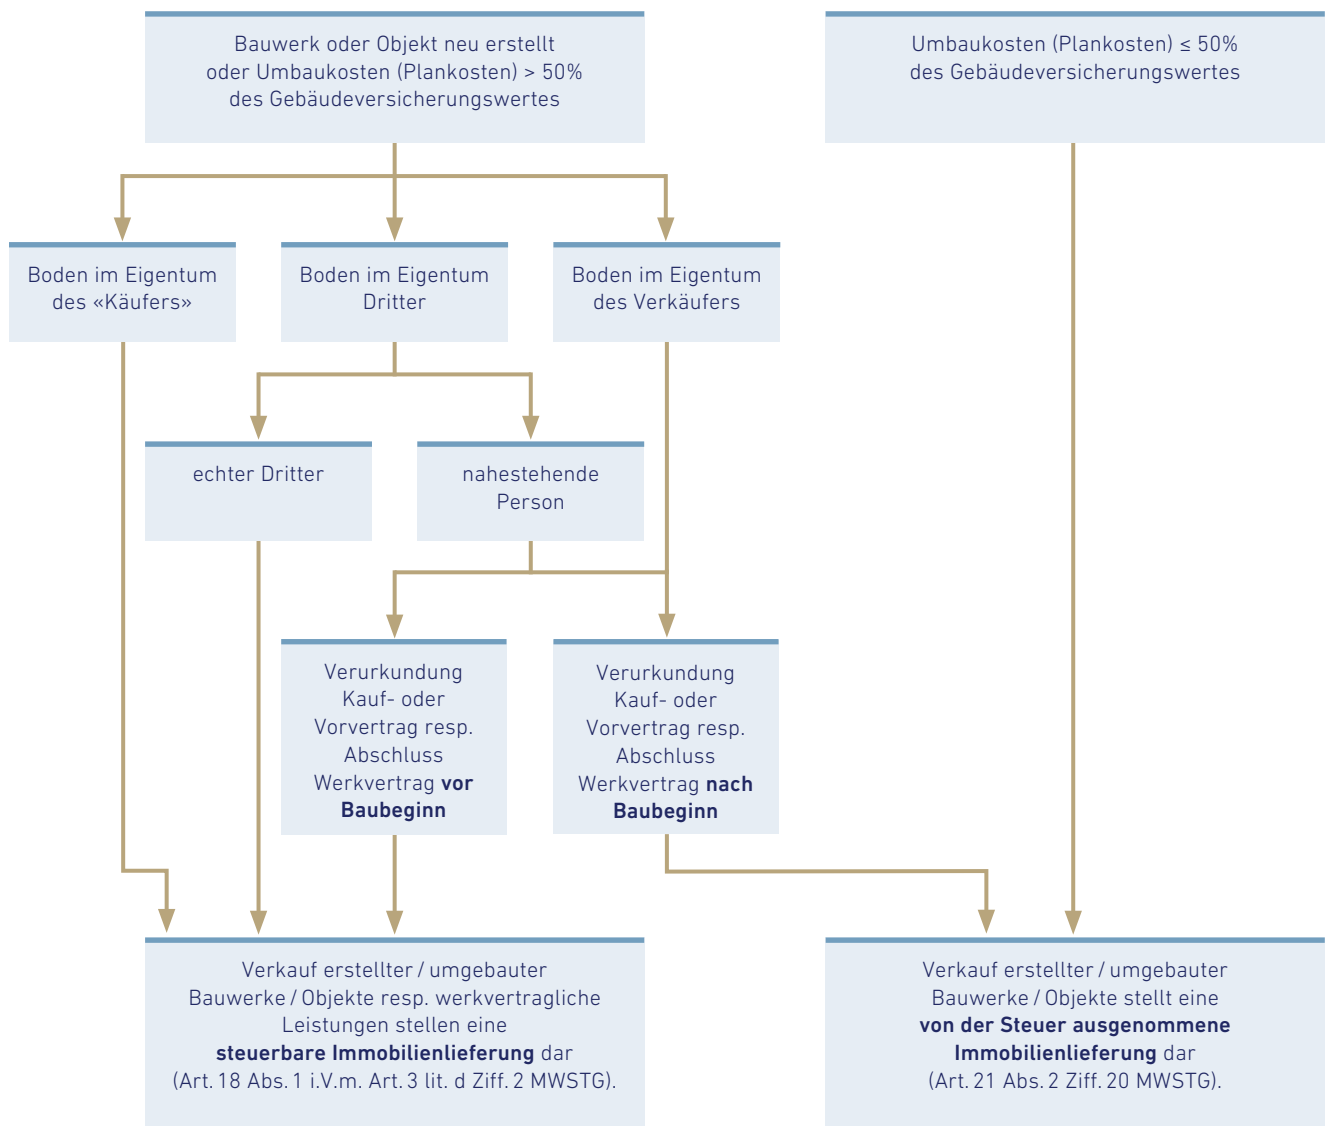 Bauwerk oder Objekt neu erstellt
oder Umbaukosten (Plankosten) > 50%
des Gebäudeversicherungswertes
Umbaukosten (Plankosten) ≤ 50%
des Gebäudeversicherungswertes
Boden im Eigentum
des «Käufers»
Boden im Eigentum
Dritter
Boden im Eigentum
des Verkäufers
echter Dritter
nahestehende
Person
Verurkundung
Kauf- oder
Vorvertrag resp.
Abschluss
Werkvertrag vor
Baubeginn
Verurkundung
Kauf- oder
Vorvertrag resp.
Abschluss
Werkvertrag nach
Baubeginn
Verkauf erstellter / umgebauter
Bauwerke / Objekte resp. werkvertragliche
Leistungen stellen eine
steuerbare Immobilienlieferung dar
(Art. 18 Abs. 1 i.V.m. Art. 3 lit. d Ziff. 2 MWSTG).
Verkauf erstellter / umgebauter
Bauwerke / Objekte stellt eine
von der Steuer ausgenommene
Immobilienlieferung dar
(Art. 21 Abs. 2 Ziff. 20 MWSTG).